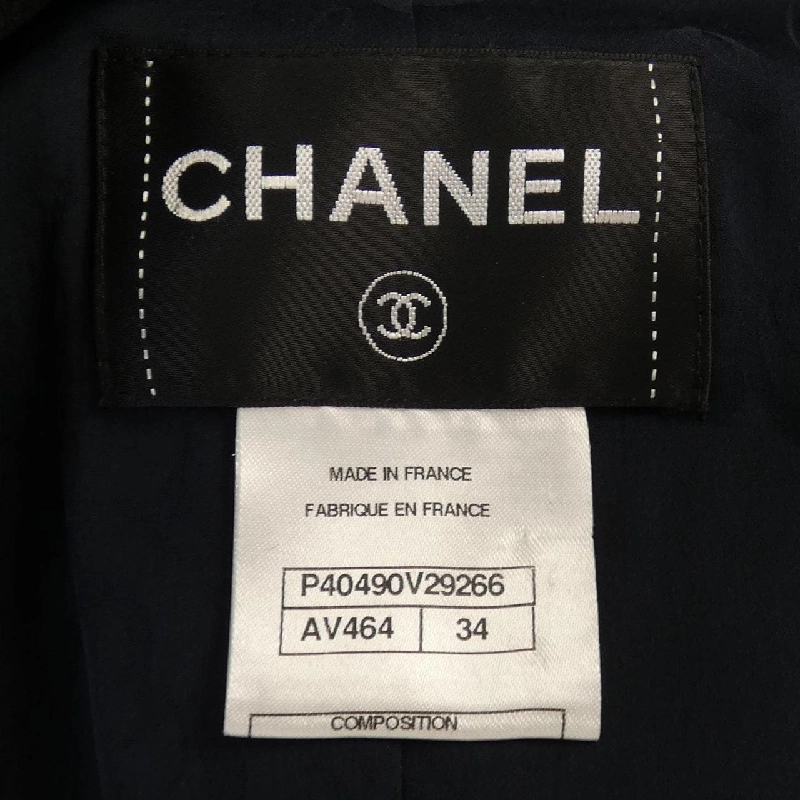 CHANEL
MADE IN FRANCE
FABRIQUE EN FRANCE
P40490V29266
AV464 34
COMPOSITION